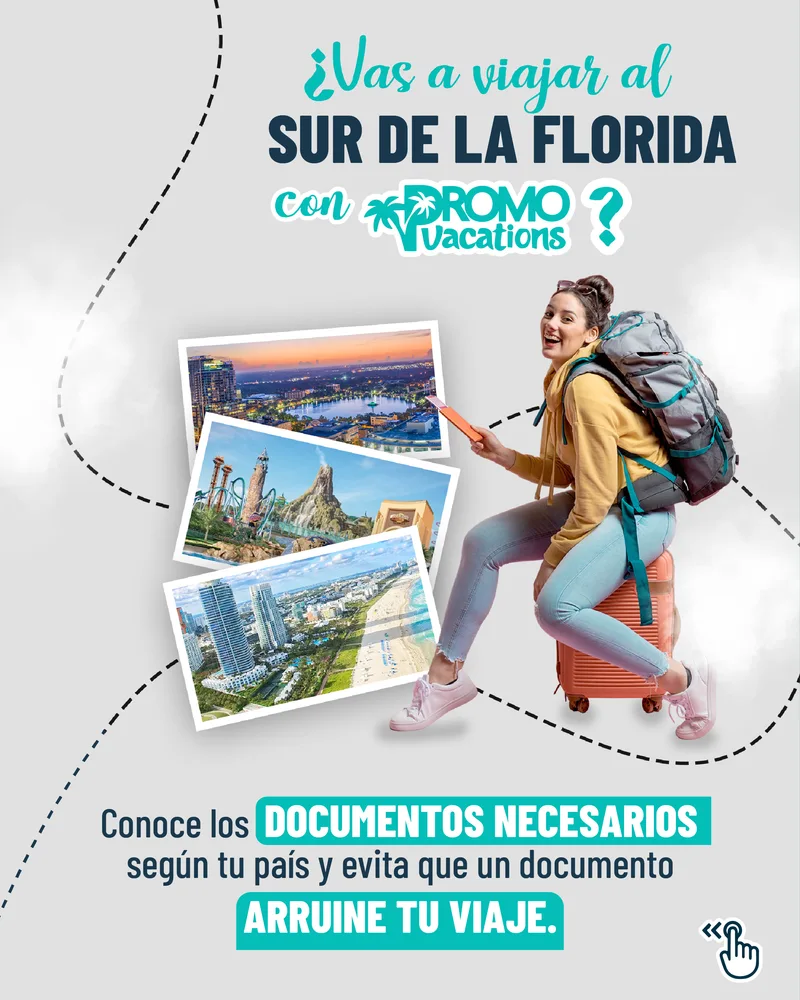 ¿Vas a viajar al
SUR DE LA FLORIDA
con PROMO Vacations ?
Conoce los DOCUMENTOS NECESARIOS
según tu país y evita que un documento
ARRUINE TU VIAJE.